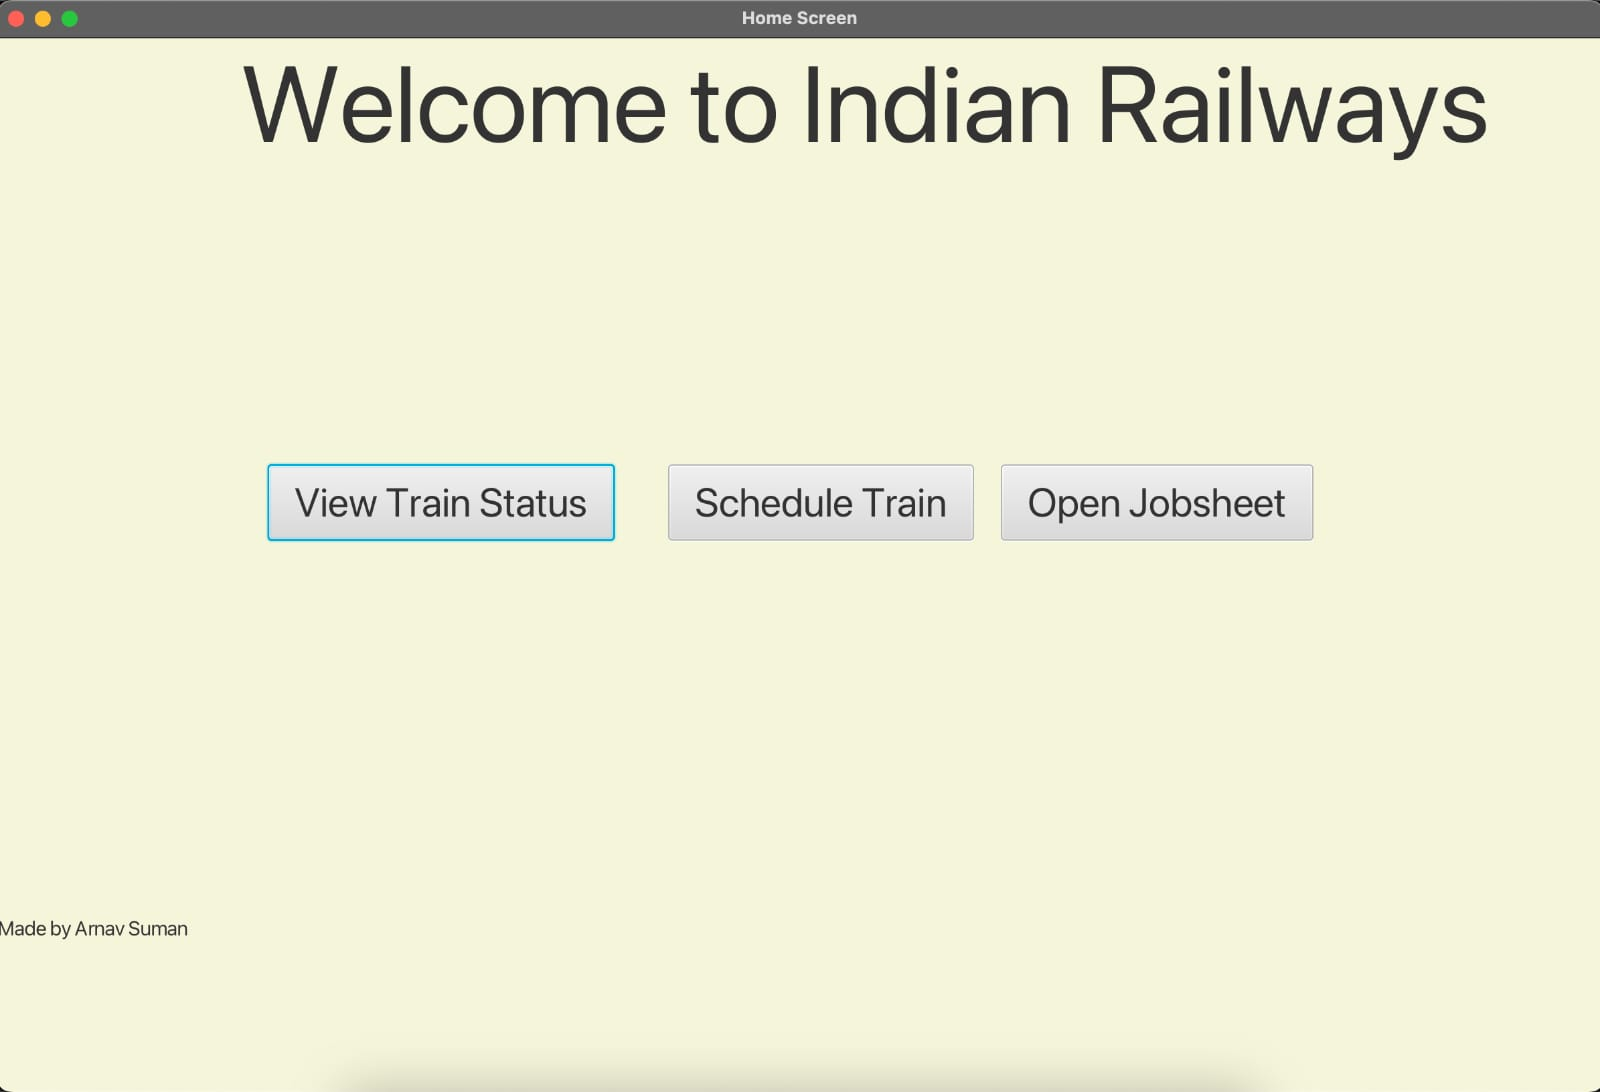 Home Screen
Welcome to Indian Railways
View Train Status
Schedule Train
Open Jobsheet
Made by Arnav Suman